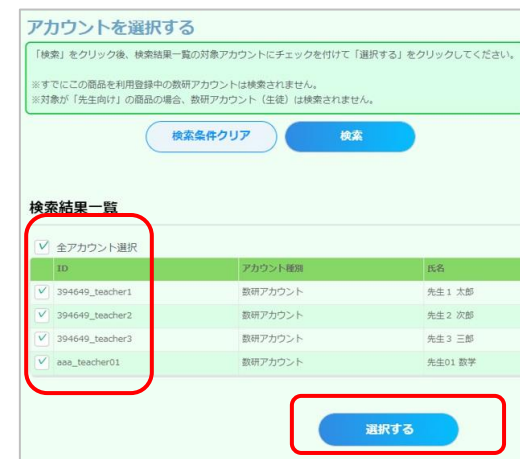 アカウントを選択する
「検索」をクリック後、検索結果一覧の対象アカウントにチェックを付けて「選択する」をクリックしてください。
※すでにこの商品を利用登録中の数研アカウントは検索されません。
※対象が「先生向け」の商品の場合、数研アカウント（生徒）は検索されません。
検索条件クリア 検索
検索結果一覧
全アカウント選択
ID アカウント種別 氏名
394649_teacher1 数研アカウント 先生1 太郎
394649_teacher2 数研アカウント 先生2 次郎
394649_teacher3 数研アカウント 先生3 三郎
aaa_teacher01 数研アカウント 先生01 数学
選択する